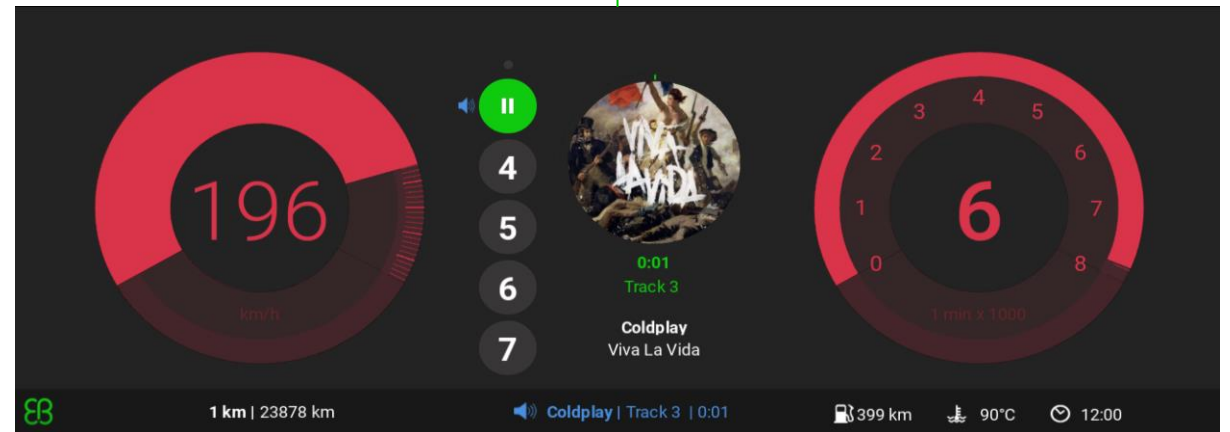 196
km/h
4
5
6
7
VIVA
LA VIDA
0:01
Track 3
Coldplay
Viva La Vida
0
1
2
3
4
5
6
7
8
6
1 min x 1000
1 km | 23878 km
Coldplay | Track 3 | 0:01
399 km
90°C
12:00